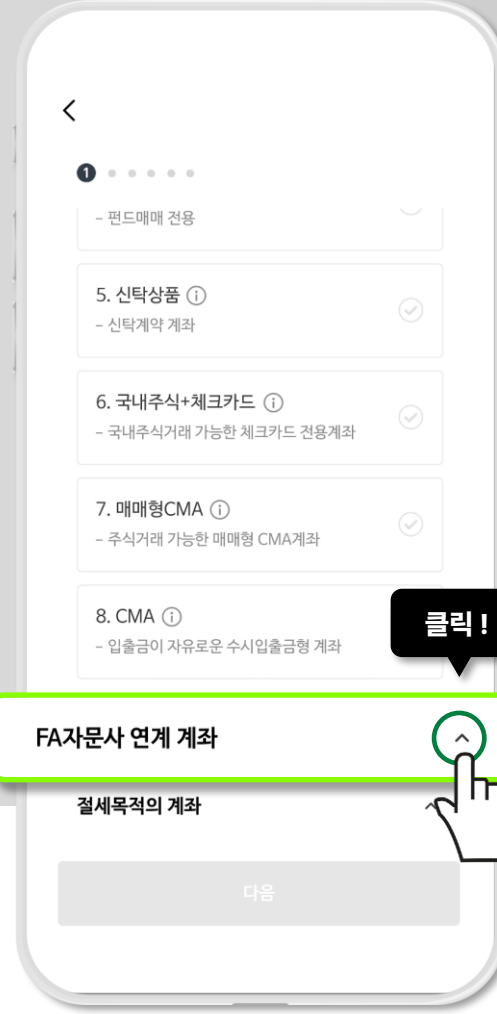 1
– 펀드매매 전용
5. 신탁상품
– 신탁계약 계좌
6. 국내주식+체크카드
– 국내주식거래 가능한 체크카드 전용계좌
7. 매매형CMA
– 주식거래 가능한 매매형 CMA계좌
8. CMA
– 입출금이 자유로운 수시입출금형 계좌
클릭 !
FA자문사 연계 계좌
절세목적의 계좌
다음